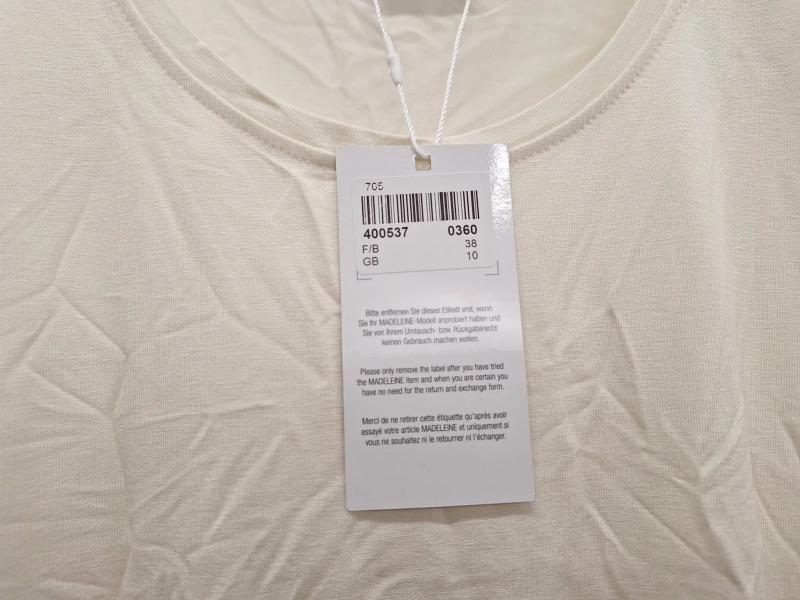 705
400537 0360
F/B 38
GB 10
Bitte entfernen Sie dieses Etikett erst, wenn
Sie Ihr MADELEINE-Modell anprobiert haben und
Sie von Ihrem Umtausch- bzw. Rückgaberecht
keinen Gebrauch machen wollen.
Please only remove the label after you have tried
the MADELEINE item and when you are certain you
have no need for the return and exchange form.
Merci de ne retirer cette étiquette qu'après avoir
essayé votre article MADELEINE et uniquement si
vous ne souhaitez ni le retourner ni l'échanger.